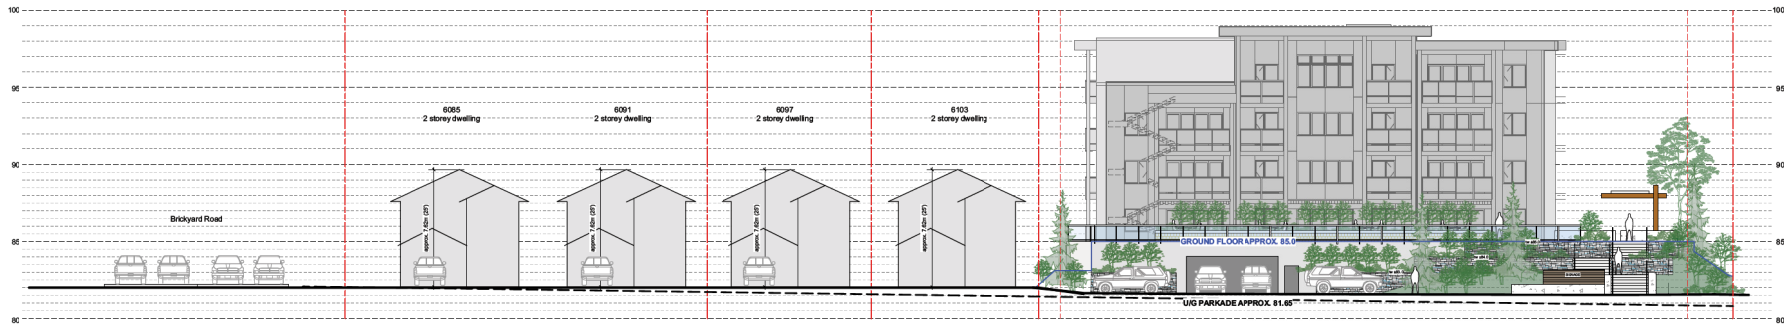 100
100
95
95
6085
2 storey dwelling
6091
2 storey dwelling
6097
2 storey dwelling
6103
2 storey dwelling
90
90
Brickyard Road
approx. 7.62m (25')
approx. 7.62m (25')
approx. 7.62m (25')
approx. 7.62m (25')
85
85
GROUND FLOOR APPROX. 85.0
U/G PARKADE APPROX. 81.65
80
80